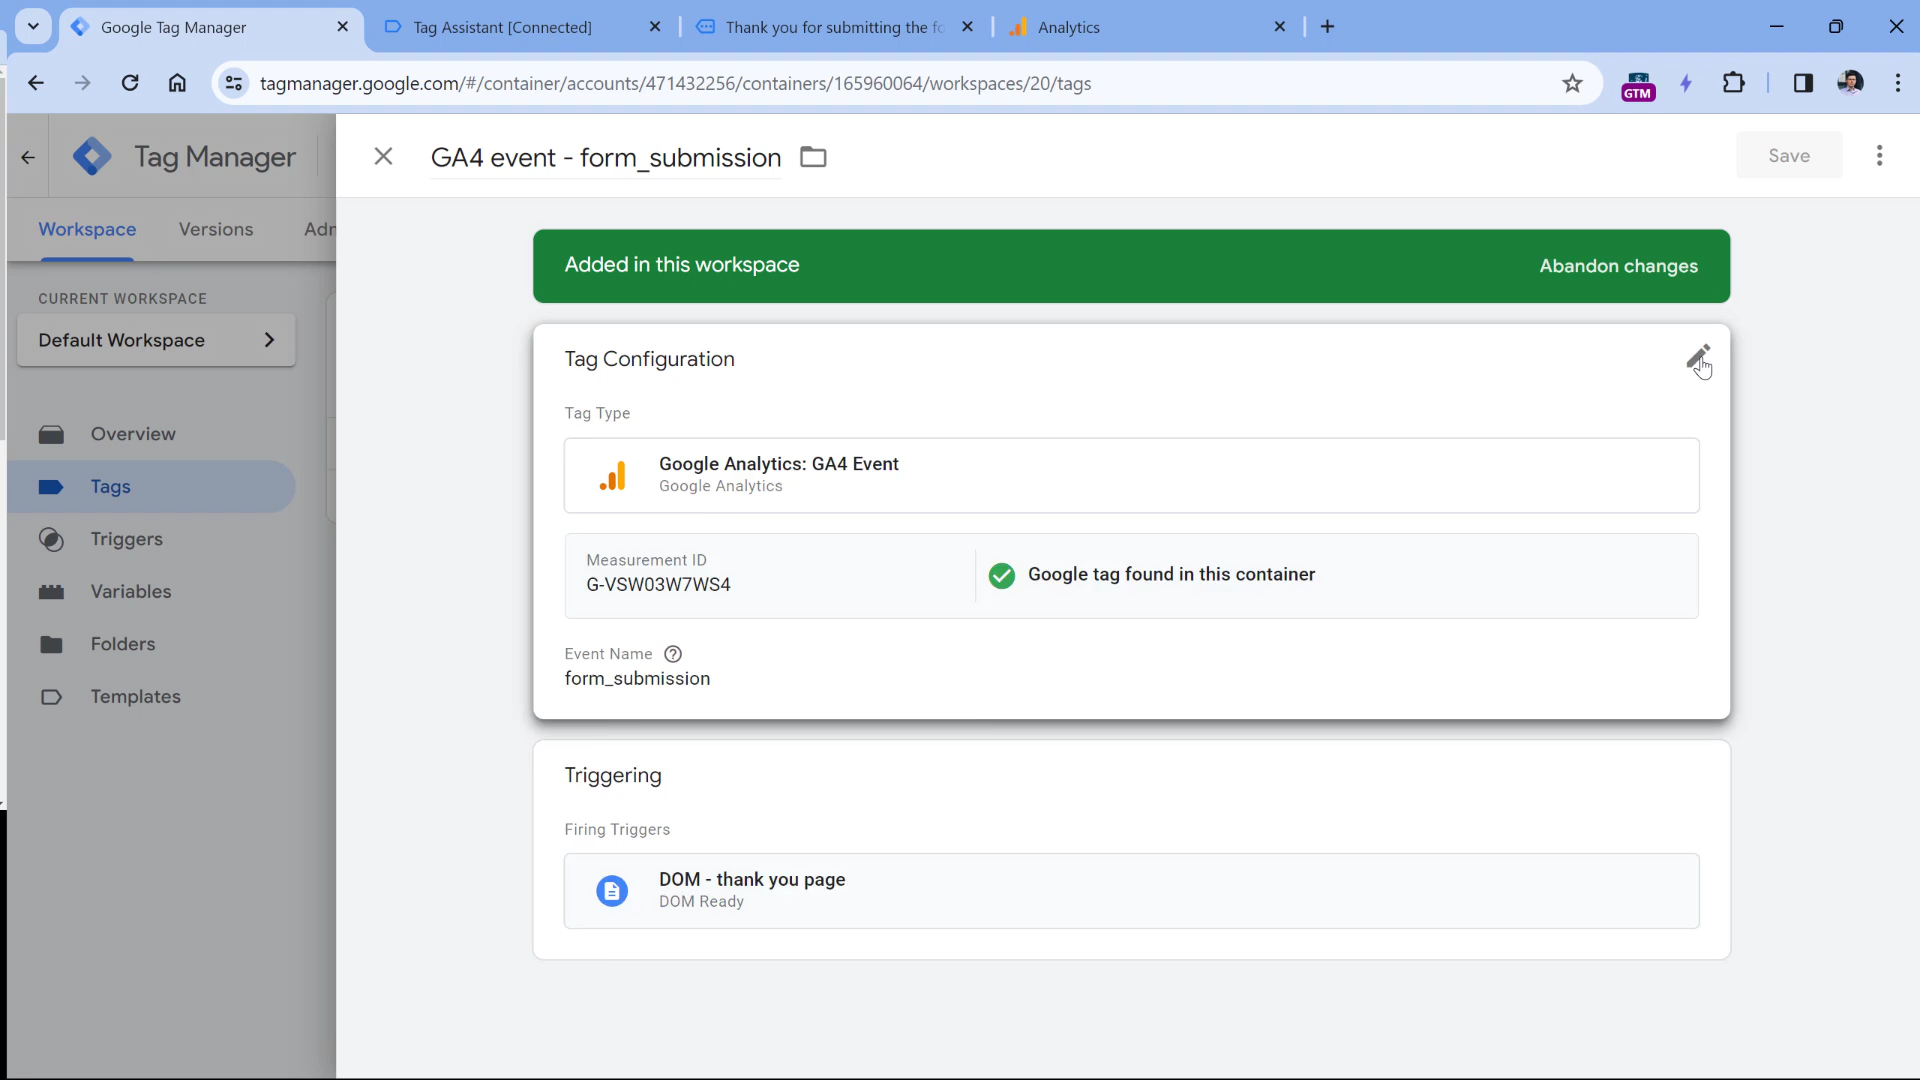 Google Tag Manager
Tag Assistant [Connected]
Thank you for submitting the fo
Analytics
tagmanager.google.com/#/container/accounts/471432256/containers/165960064/workspaces/20/tags
GTM
Tag Manager
GA4 event - form_submission
Save
Workspace
Versions
Adm
Added in this workspace
Abandon changes
CURRENT WORKSPACE
Default Workspace
Overview
Tags
Triggers
Variables
Folders
Templates
Tag Configuration
Tag Type
Google Analytics: GA4 Event
Google Analytics
Measurement ID
G-VSW03W7WS4
Google tag found in this container
Event Name
form_submission
Triggering
Firing Triggers
DOM - thank you page
DOM Ready